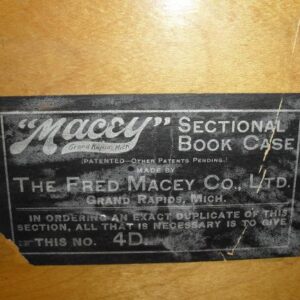 "Macey" SECTIONAL
Grand Rapids, Mich. BOOK CASE
(PATENTED-OTHER PATENTS PENDING.)
MADE BY
THE FRED MACEY CO., LTD.
GRAND RAPIDS, MICH.
IN ORDERING AN EXACT DUPLICATE OF THIS
SECTION, ALL THAT IS NECESSARY IS TO GIVE
THIS NO. 4D.